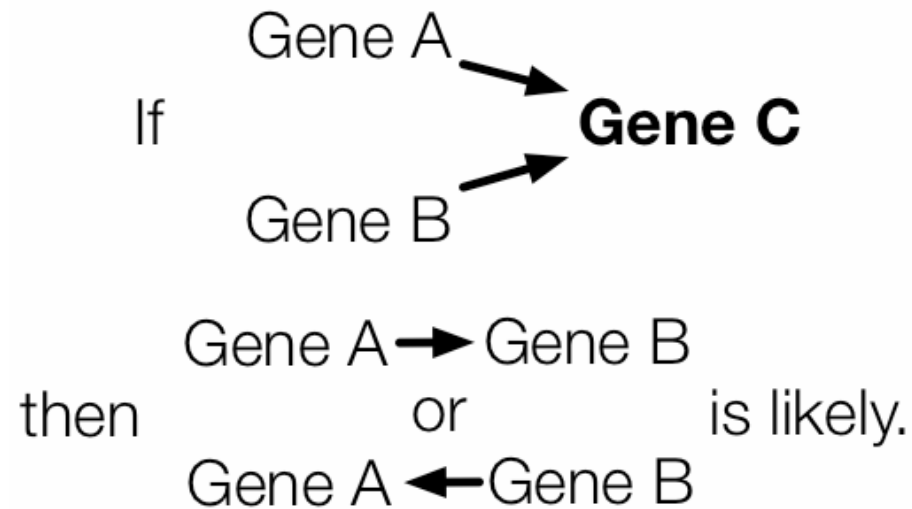 Gene A
If
Gene C
Gene B
Gene A Gene B
then or is likely.
Gene A Gene B